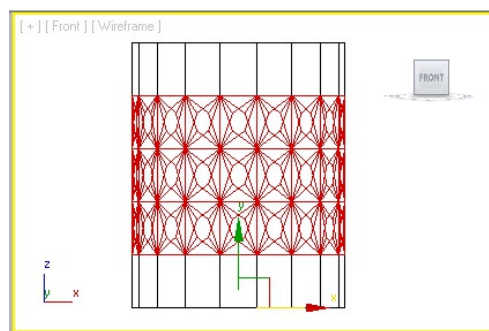 [ + ] [ Front ] [ Wireframe ]
FRONT
y
z
y
x
x